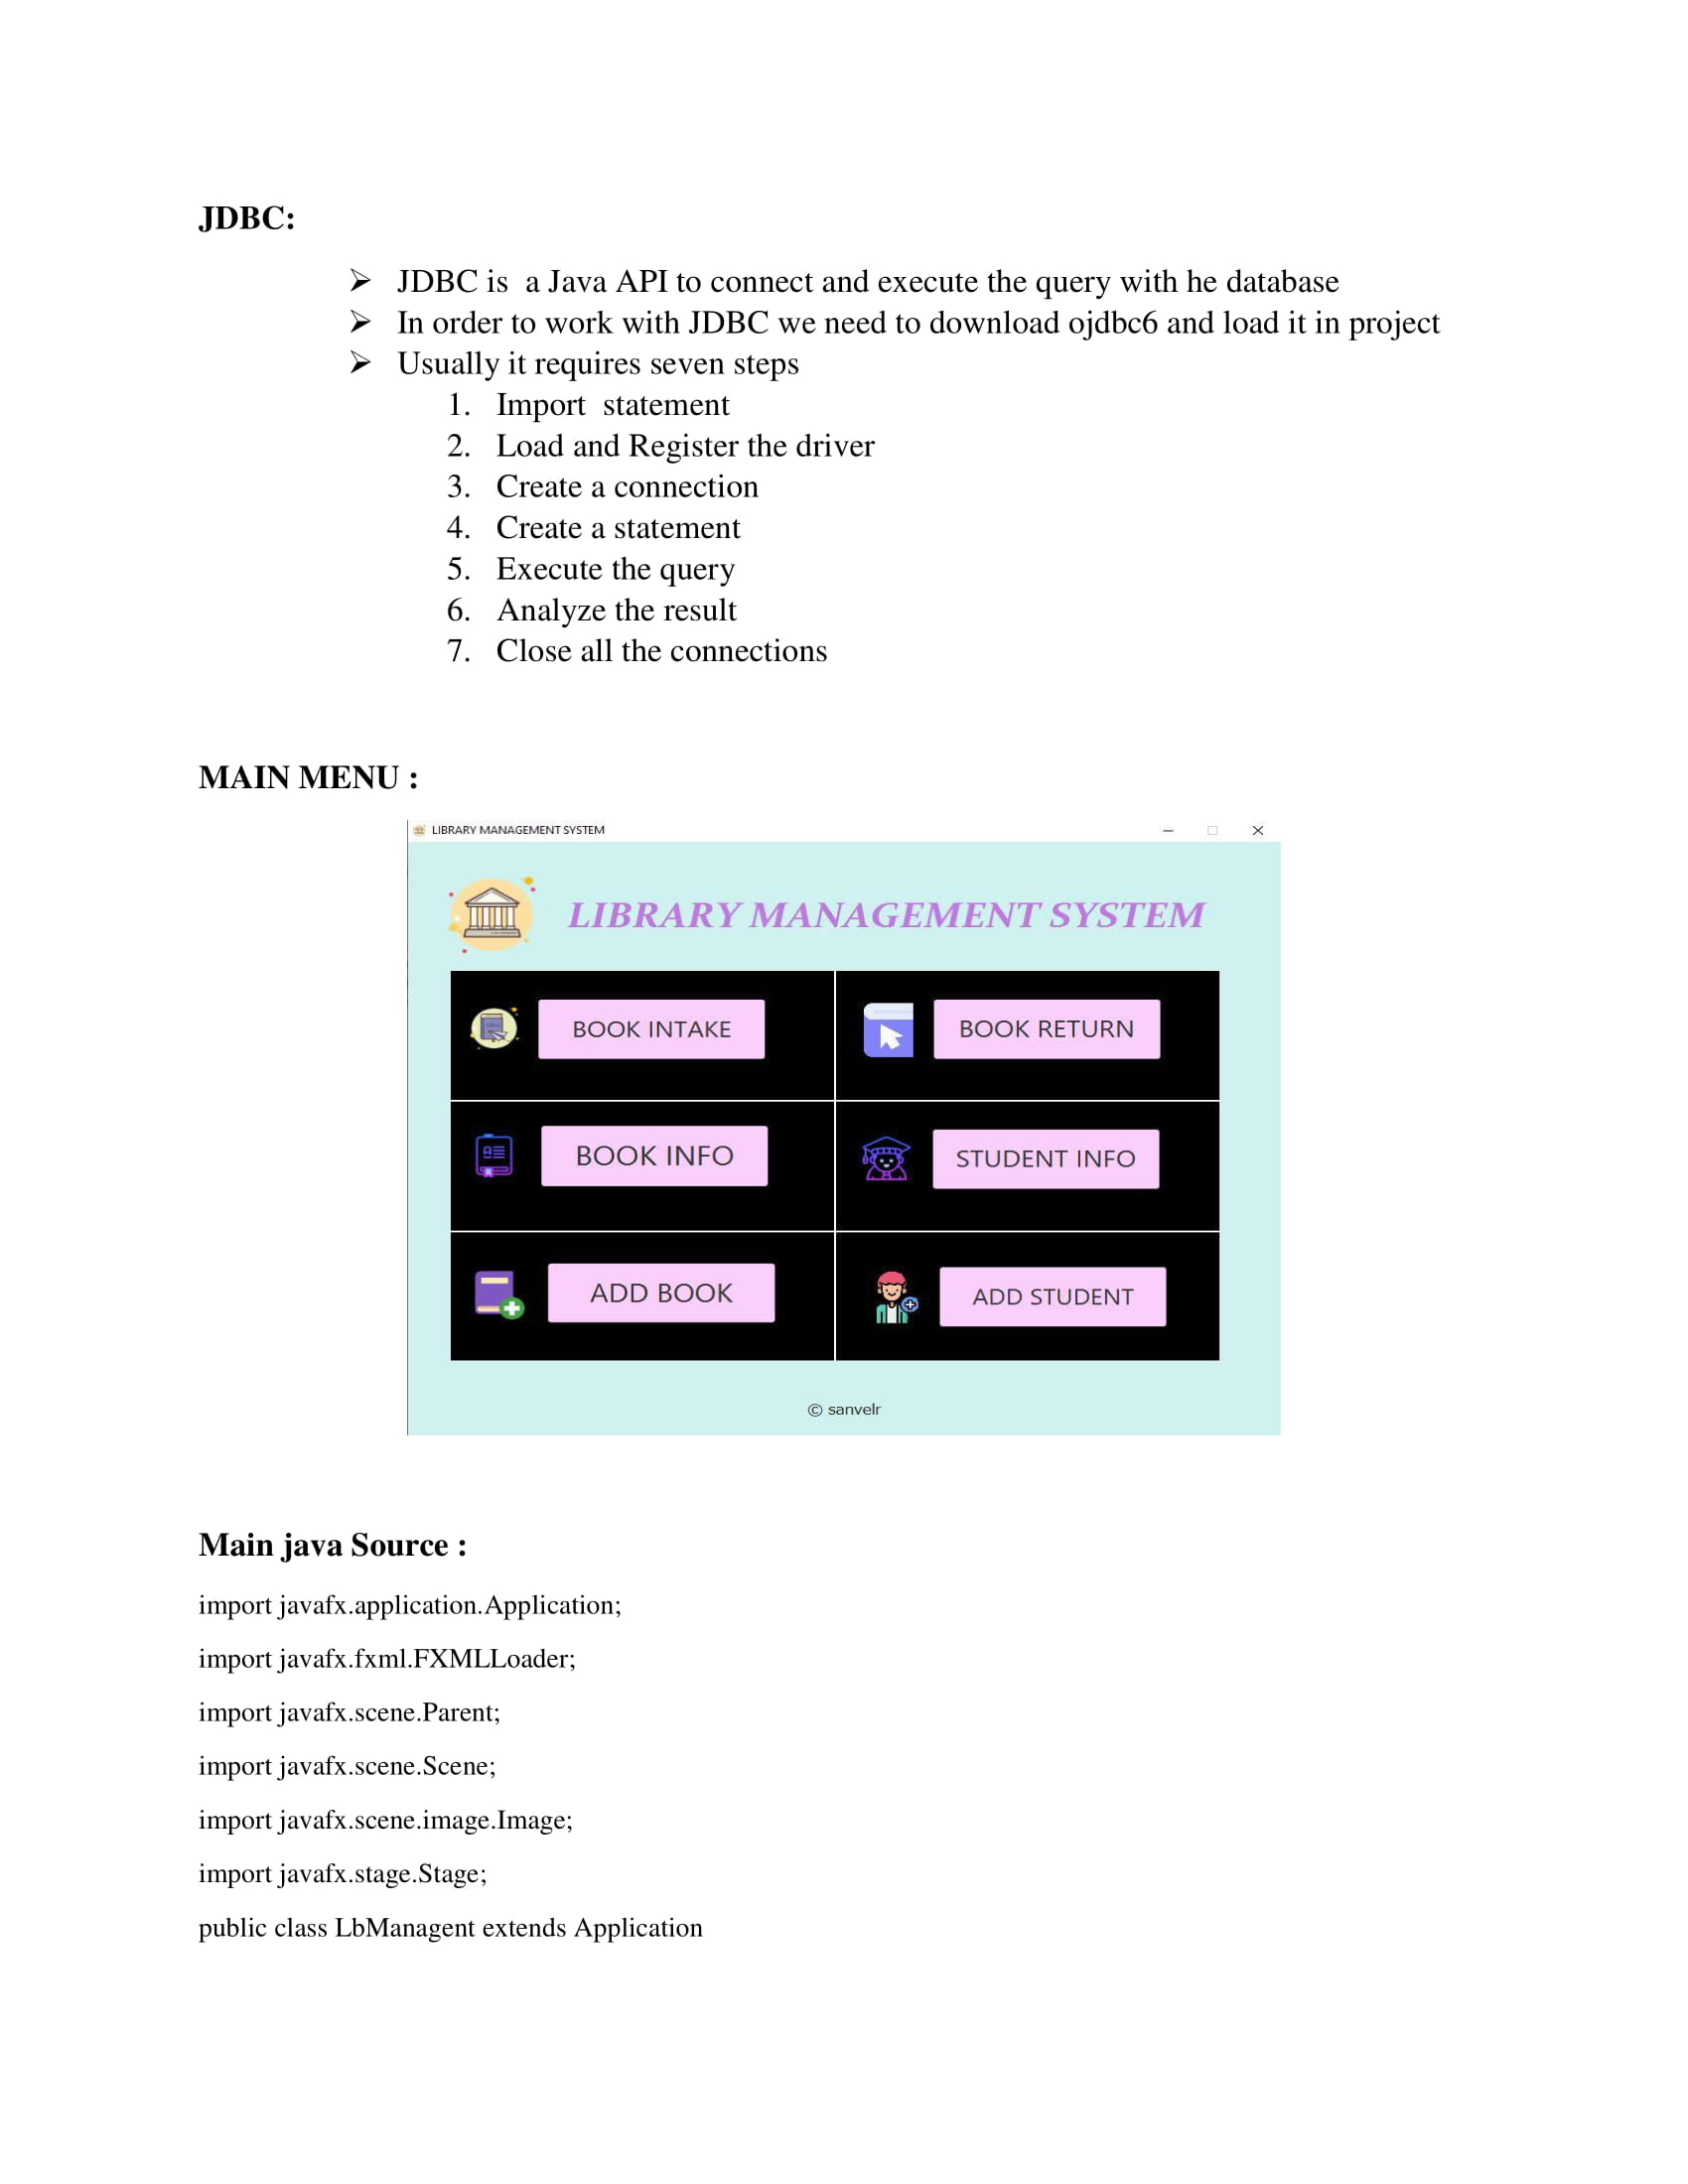 JDBC:
➢ JDBC is  a Java API to connect and execute the query with he database
➢ In order to work with JDBC we need to download ojdbc6 and load it in project
➢ Usually it requires seven steps
1. Import  statement
2. Load and Register the driver
3. Create a connection
4. Create a statement
5. Execute the query
6. Analyze the result
7. Close all the connections
MAIN MENU :
LIBRARY MANAGEMENT SYSTEM
LIBRARY MANAGEMENT SYSTEM
BOOK INTAKE
BOOK RETURN
BOOK INFO
STUDENT INFO
ADD BOOK
ADD STUDENT
© sanvelr
Main java Source :
import javafx.application.Application;
import javafx.fxml.FXMLLoader;
import javafx.scene.Parent;
import javafx.scene.Scene;
import javafx.scene.image.Image;
import javafx.stage.Stage;
public class LbManagent extends Application